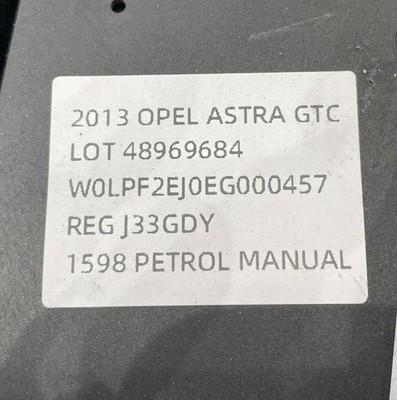 2013 OPEL ASTRA GTC
LOT 48969684
W0LPF2EJ0EG000457
REG J33GDY
1598 PETROL MANUAL